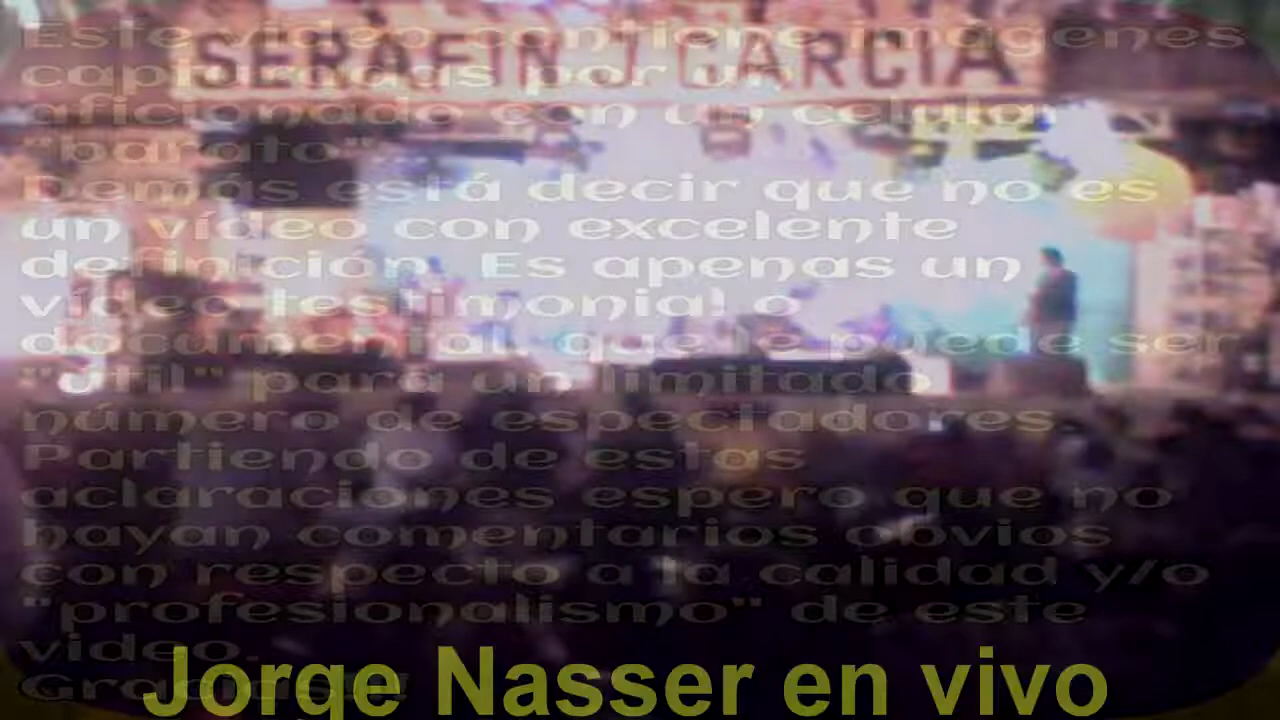 SERAFIN J GARCIA
Este video contiene imágenes
capturadas por un
aficionado con un celular
"barato"
Demás está decir que no es
un vídeo con excelente
definición. Es apenas un
vídeo testimonial o
documental, que le puede ser
"útil" para un limitado
número de espectadores
Partiendo de estas
aclaraciones espero que no
hayan comentarios obvios
con respecto a la calidad y/o
"profesionalismo" de este
video.
Gracias!!!
Jorge Nasser en vivo